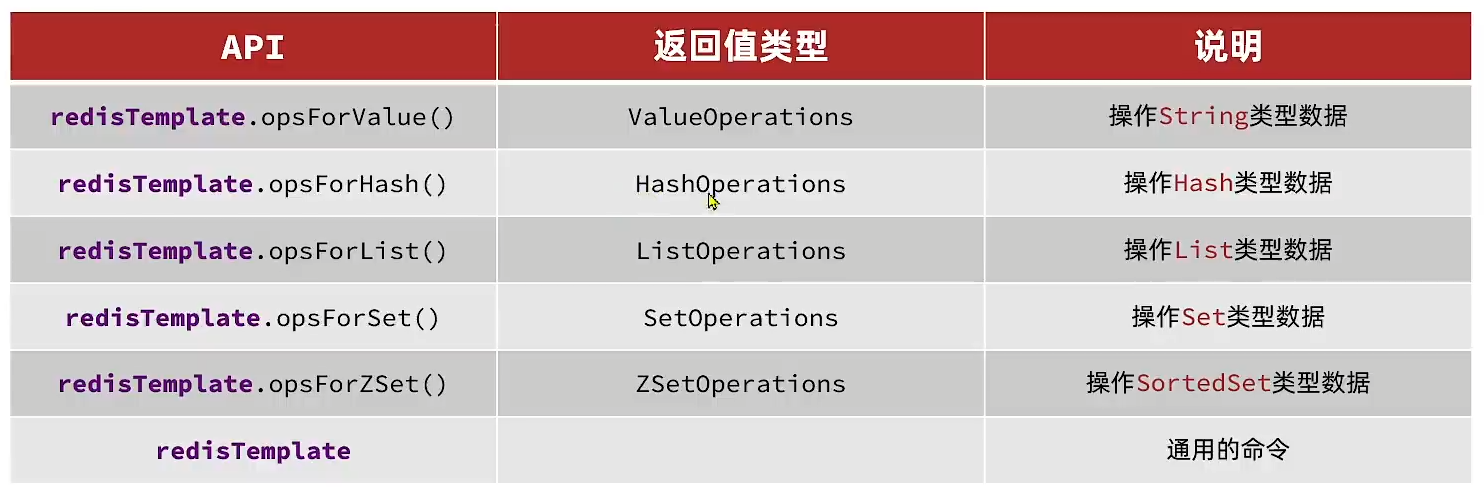 API 返回值类型 说明
redisTemplate.opsForValue() ValueOperations 操作String类型数据
redisTemplate.opsForHash() HashOperations 操作Hash类型数据
redisTemplate.opsForList() ListOperations 操作List类型数据
redisTemplate.opsForSet() SetOperations 操作Set类型数据
redisTemplate.opsForZSet() ZSetOperations 操作SortedSet类型数据
redisTemplate 通用的命令